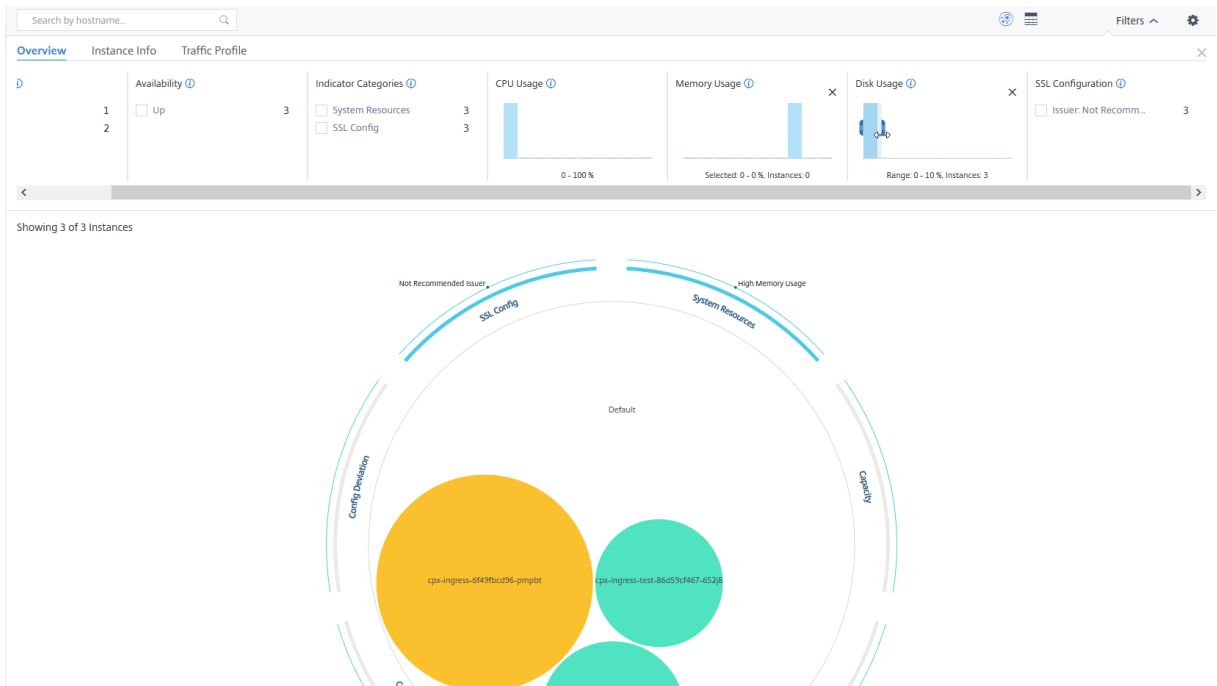 Search by hostname...
Filters
Overview Instance Info Traffic Profile
Availability CPU Usage Indicator Categories Memory Usage Disk Usage SSL Configuration
1 Up 3 System Resources 3 Issuer: Not Recomm... 3
2 SSL Config 3
0 - 100 % Selected: 0 - 0 %, Instances: 0 Range: 0 - 10 %, Instances: 3
Showing 3 of 3 Instances
Not Recommended Issuer High Memory Usage
SSL Config System Resources
Default
Config Deviation Capacity
cpx-ingress-6f49fbcd96-pmpbt cpx-ingress-test-86d59cf467-652j8